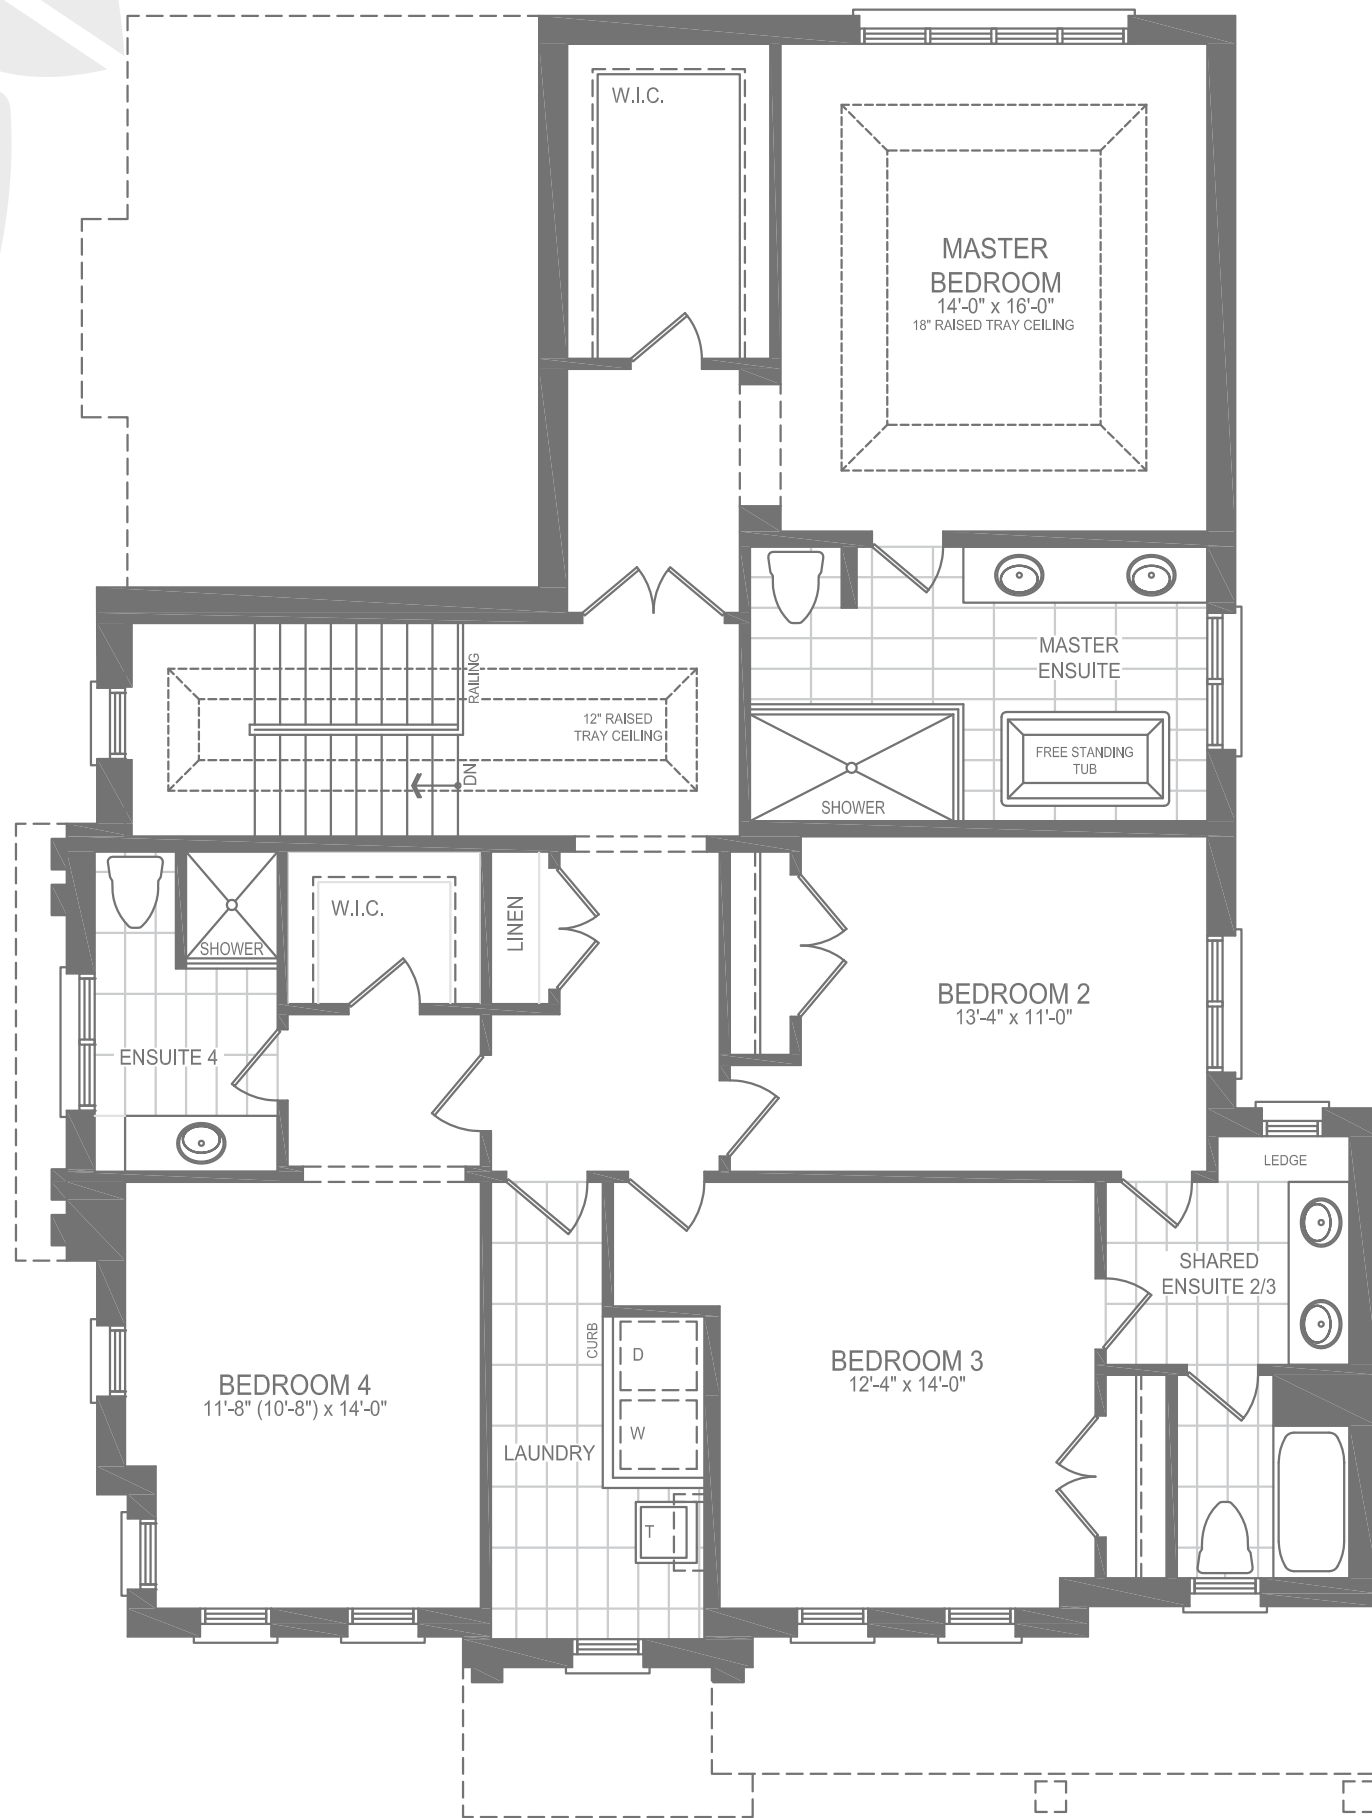 W.I.C.
MASTER
BEDROOM
14'-0" x 16'-0"
18" RAISED TRAY CEILING
MASTER
ENSUITE
RAILING
12" RAISED
TRAY CEILING
DN
FREE STANDING
TUB
SHOWER
W.I.C.
LINEN
SHOWER
BEDROOM 2
13'-4" x 11'-0"
ENSUITE 4
LEDGE
SHARED
ENSUITE 2/3
CURB
D
BEDROOM 3
12'-4" x 14'-0"
BEDROOM 4
11'-8" (10'-8") x 14'-0"
W
LAUNDRY
T